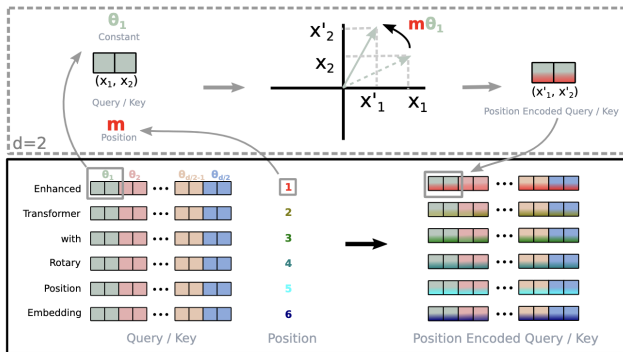 θ₁
Constant
(x₁, x₂)
Query / Key
m
Position
d=2
x'₂
x₂
x'₁
x₁
mθ₁
(x'₁, x'₂)
Position Encoded Query / Key
θ₁ θ₂ ••• θd/2-1 θd/2
Enhanced ••• 1 •••
Transformer ••• 2 •••
with ••• 3 •••
Rotary ••• 4 •••
Position ••• 5 •••
Embedding ••• 6 •••
Query / Key Position Position Encoded Query / Key